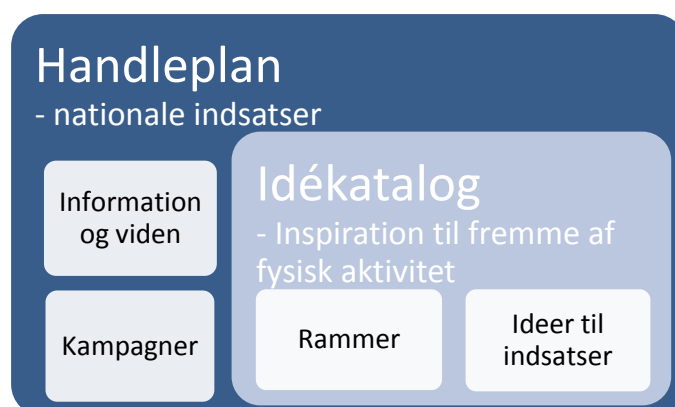 Handleplan
- nationale indsatser
Information
og viden
Kampagner
Idékatalog
- Inspiration til fremme af
fysisk aktivitet
Rammer
Ideer til
indsatser